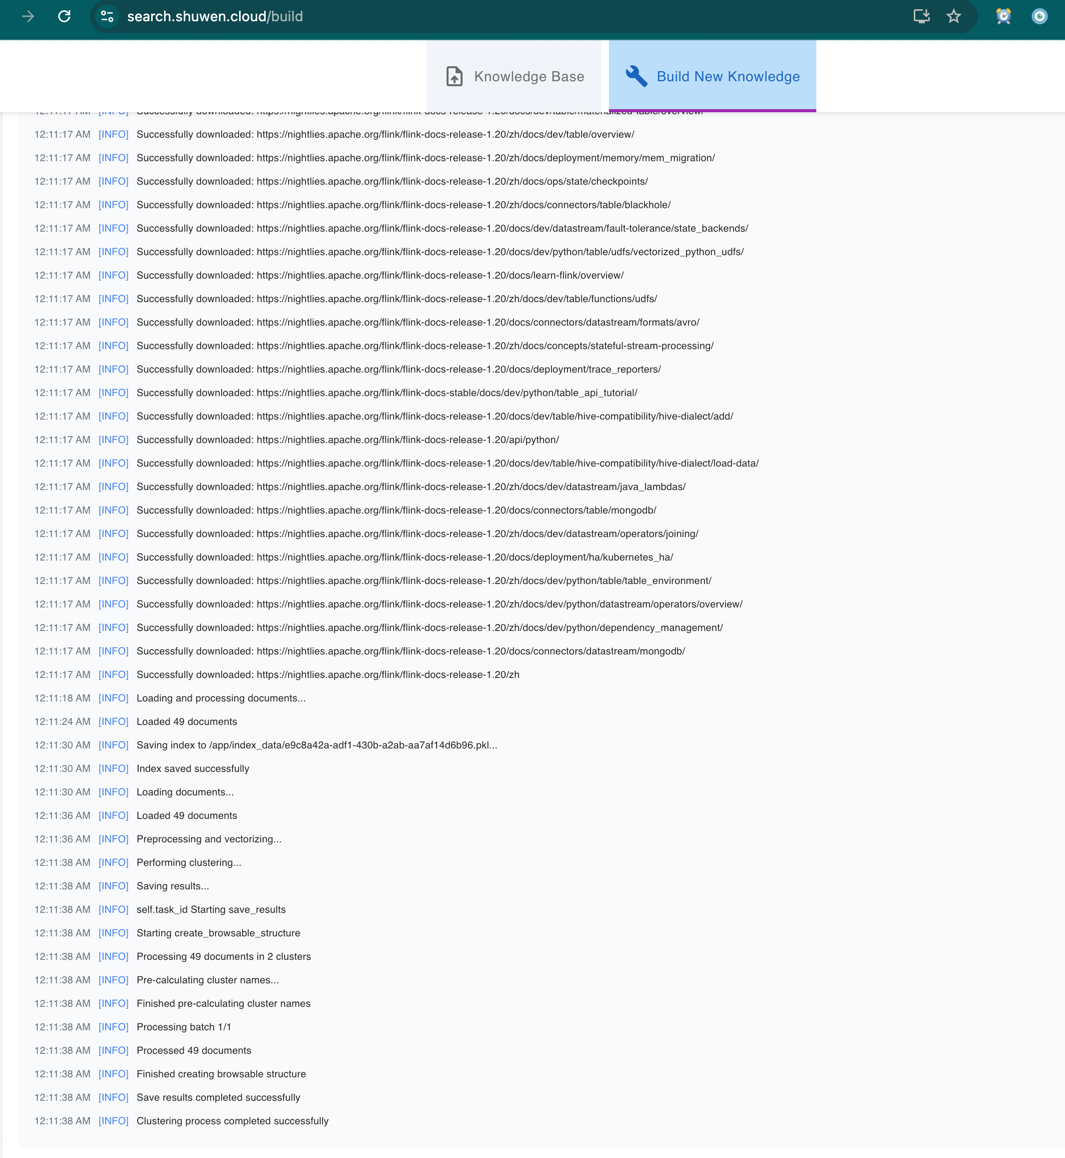 search.shuwen.cloud/build
Knowledge Base
Build New Knowledge
12:11:17 AM [INFO] Successfully downloaded: https://nightlies.apache.org/flink/flink-docs-release-1.20/docs/dev/table/materialized-table/overview/
12:11:17 AM [INFO] Successfully downloaded: https://nightlies.apache.org/flink/flink-docs-release-1.20/zh/docs/dev/table/overview/
12:11:17 AM [INFO] Successfully downloaded: https://nightlies.apache.org/flink/flink-docs-release-1.20/zh/docs/deployment/memory/mem_migration/
12:11:17 AM [INFO] Successfully downloaded: https://nightlies.apache.org/flink/flink-docs-release-1.20/zh/docs/ops/state/checkpoints/
12:11:17 AM [INFO] Successfully downloaded: https://nightlies.apache.org/flink/flink-docs-release-1.20/zh/docs/connectors/table/blackhole/
12:11:17 AM [INFO] Successfully downloaded: https://nightlies.apache.org/flink/flink-docs-release-1.20/docs/dev/datastream/fault-tolerance/state_backends/
12:11:17 AM [INFO] Successfully downloaded: https://nightlies.apache.org/flink/flink-docs-release-1.20/docs/dev/python/table/udfs/vectorized_python_udfs/
12:11:17 AM [INFO] Successfully downloaded: https://nightlies.apache.org/flink/flink-docs-release-1.20/docs/learn-flink/overview/
12:11:17 AM [INFO] Successfully downloaded: https://nightlies.apache.org/flink/flink-docs-release-1.20/zh/docs/dev/table/functions/udfs/
12:11:17 AM [INFO] Successfully downloaded: https://nightlies.apache.org/flink/flink-docs-release-1.20/docs/connectors/datastream/formats/avro/
12:11:17 AM [INFO] Successfully downloaded: https://nightlies.apache.org/flink/flink-docs-release-1.20/zh/docs/concepts/stateful-stream-processing/
12:11:17 AM [INFO] Successfully downloaded: https://nightlies.apache.org/flink/flink-docs-release-1.20/docs/deployment/trace_reporters/
12:11:17 AM [INFO] Successfully downloaded: https://nightlies.apache.org/flink/flink-docs-stable/docs/dev/python/table_api_tutorial/
12:11:17 AM [INFO] Successfully downloaded: https://nightlies.apache.org/flink/flink-docs-release-1.20/docs/dev/table/hive-compatibility/hive-dialect/add/
12:11:17 AM [INFO] Successfully downloaded: https://nightlies.apache.org/flink/flink-docs-release-1.20/api/python/
12:11:17 AM [INFO] Successfully downloaded: https://nightlies.apache.org/flink/flink-docs-release-1.20/docs/dev/table/hive-compatibility/hive-dialect/load-data/
12:11:17 AM [INFO] Successfully downloaded: https://nightlies.apache.org/flink/flink-docs-release-1.20/zh/docs/dev/datastream/java_lambdas/
12:11:17 AM [INFO] Successfully downloaded: https://nightlies.apache.org/flink/flink-docs-release-1.20/docs/connectors/table/mongodb/
12:11:17 AM [INFO] Successfully downloaded: https://nightlies.apache.org/flink/flink-docs-release-1.20/zh/docs/dev/datastream/operators/joining/
12:11:17 AM [INFO] Successfully downloaded: https://nightlies.apache.org/flink/flink-docs-release-1.20/docs/deployment/ha/kubernetes_ha/
12:11:17 AM [INFO] Successfully downloaded: https://nightlies.apache.org/flink/flink-docs-release-1.20/zh/docs/dev/python/table/table_environment/
12:11:17 AM [INFO] Successfully downloaded: https://nightlies.apache.org/flink/flink-docs-release-1.20/zh/docs/dev/python/datastream/operators/overview/
12:11:17 AM [INFO] Successfully downloaded: https://nightlies.apache.org/flink/flink-docs-release-1.20/zh/docs/dev/python/dependency_management/
12:11:17 AM [INFO] Successfully downloaded: https://nightlies.apache.org/flink/flink-docs-release-1.20/docs/connectors/datastream/mongodb/
12:11:17 AM [INFO] Successfully downloaded: https://nightlies.apache.org/flink/flink-docs-release-1.20/zh
12:11:18 AM [INFO] Loading and processing documents...
12:11:24 AM [INFO] Loaded 49 documents
12:11:30 AM [INFO] Saving index to /app/index_data/e9c8a42a-adf1-430b-a2ab-aa7af14d6b96.pkl...
12:11:30 AM [INFO] Index saved successfully
12:11:30 AM [INFO] Loading documents...
12:11:36 AM [INFO] Loaded 49 documents
12:11:36 AM [INFO] Preprocessing and vectorizing...
12:11:38 AM [INFO] Performing clustering...
12:11:38 AM [INFO] Saving results...
12:11:38 AM [INFO] self.task_id Starting save_results
12:11:38 AM [INFO] Starting create_browsable_structure
12:11:38 AM [INFO] Processing 49 documents in 2 clusters
12:11:38 AM [INFO] Pre-calculating cluster names...
12:11:38 AM [INFO] Finished pre-calculating cluster names
12:11:38 AM [INFO] Processing batch 1/1
12:11:38 AM [INFO] Processed 49 documents
12:11:38 AM [INFO] Finished creating browsable structure
12:11:38 AM [INFO] Save results completed successfully
12:11:38 AM [INFO] Clustering process completed successfully